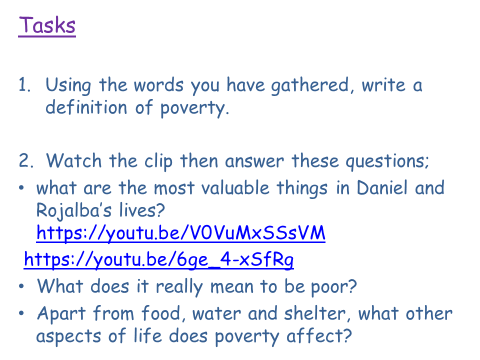 Tasks
1. Using the words you have gathered, write a
definition of poverty.
2. Watch the clip then answer these questions;
• what are the most valuable things in Daniel and
Rojalba's lives?
https://youtu.be/V0VuMxSSsVM
https://youtu.be/6ge_4-xSfRg
• What does it really mean to be poor?
• Apart from food, water and shelter, what other
aspects of life does poverty affect?